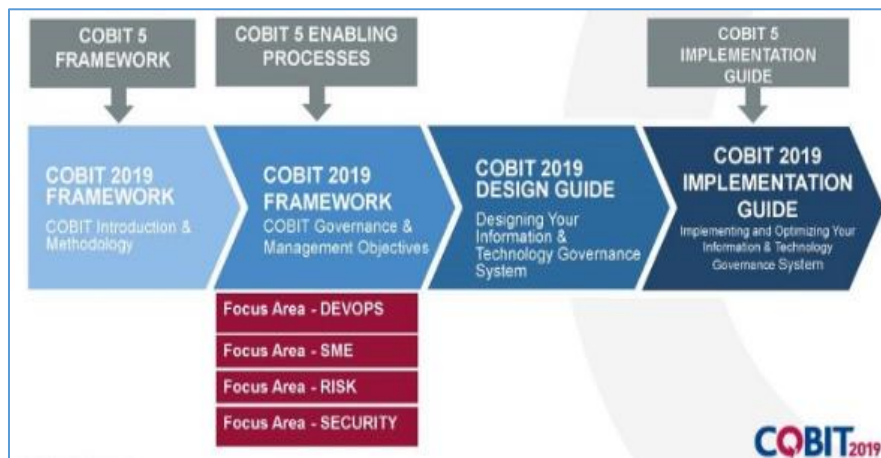 COBIT 5
FRAMEWORK
COBIT 5 ENABLING
PROCESSES
COBIT 5
IMPLEMENTATION
GUIDE
COBIT 2019
FRAMEWORK
COBIT Introduction &
Methodology
COBIT 2019
FRAMEWORK
COBIT Governance &
Management Objectives
COBIT 2019
DESIGN GUIDE
Designing Your
Information &
Technology Governance
System
COBIT 2019
IMPLEMENTATION
GUIDE
Implementing and Optimizing Your
Information & Technology
Governance System
Focus Area - DEVOPS
Focus Area - SME
Focus Area - RISK
Focus Area - SECURITY
COBIT 2019